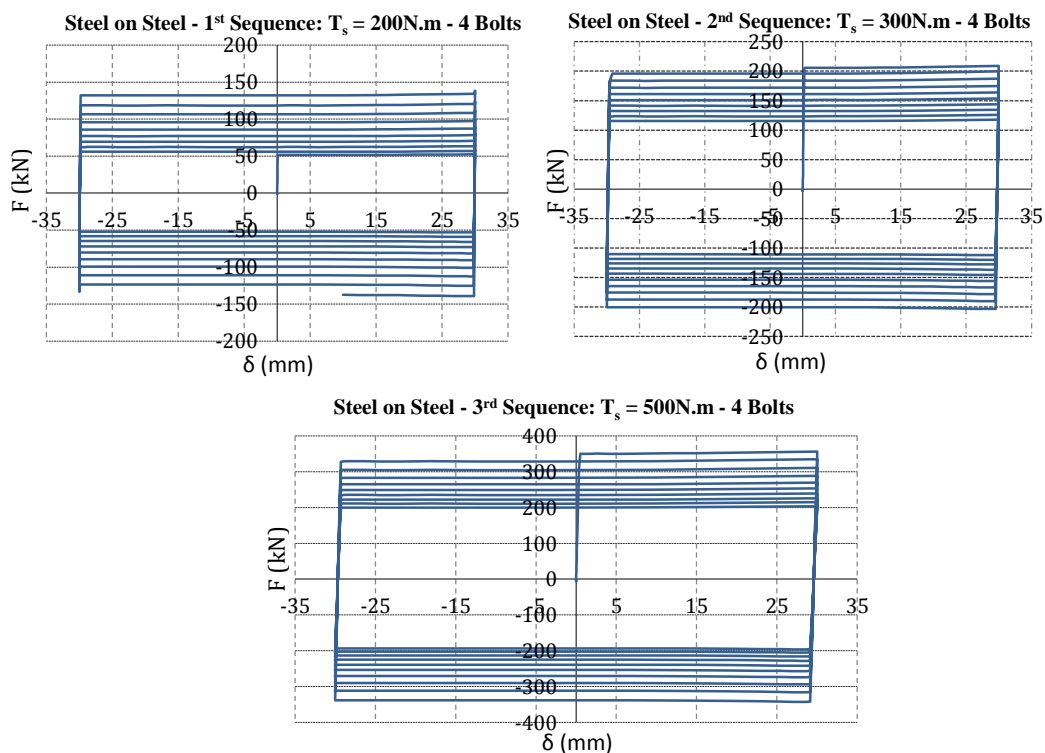 Steel on Steel - 1st Sequence: Ts = 200N.m - 4 Bolts
200
150
100
50
0
-50
-100
-150
-200
-35 -25 -15 -5 5 15 25 35
F (kN)
δ (mm)
Steel on Steel - 2nd Sequence: Ts = 300N.m - 4 Bolts
250
200
150
100
50
0
-50
-100
-150
-200
-250
-35 -25 -15 -5 5 15 25 35
F (kN)
δ (mm)
Steel on Steel - 3rd Sequence: Ts = 500N.m - 4 Bolts
400
300
200
100
0
-100
-200
-300
-400
-35 -25 -15 -5 5 15 25 35
F (kN)
δ (mm)